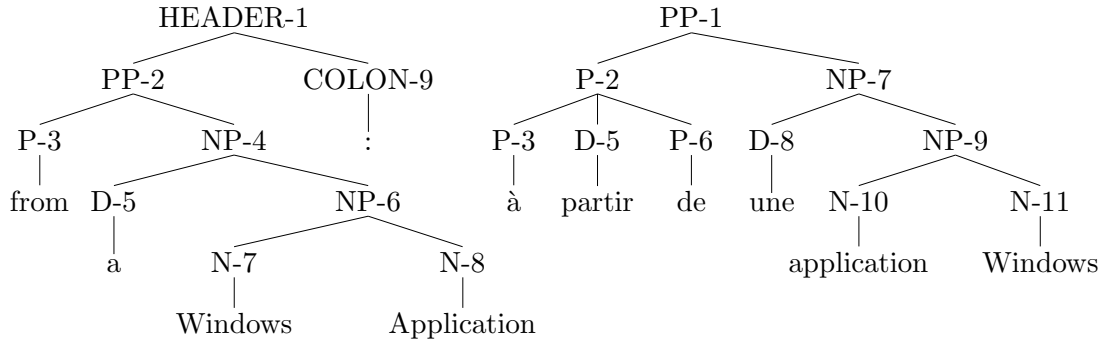 HEADER-1 PP-1
PP-2 COLON-9 P-2 NP-7
P-3 NP-4 : P-3 D-5 P-6 D-8 NP-9
from D-5 NP-6 à partir de une N-10 N-11
a N-7 N-8 application Windows
Windows Application